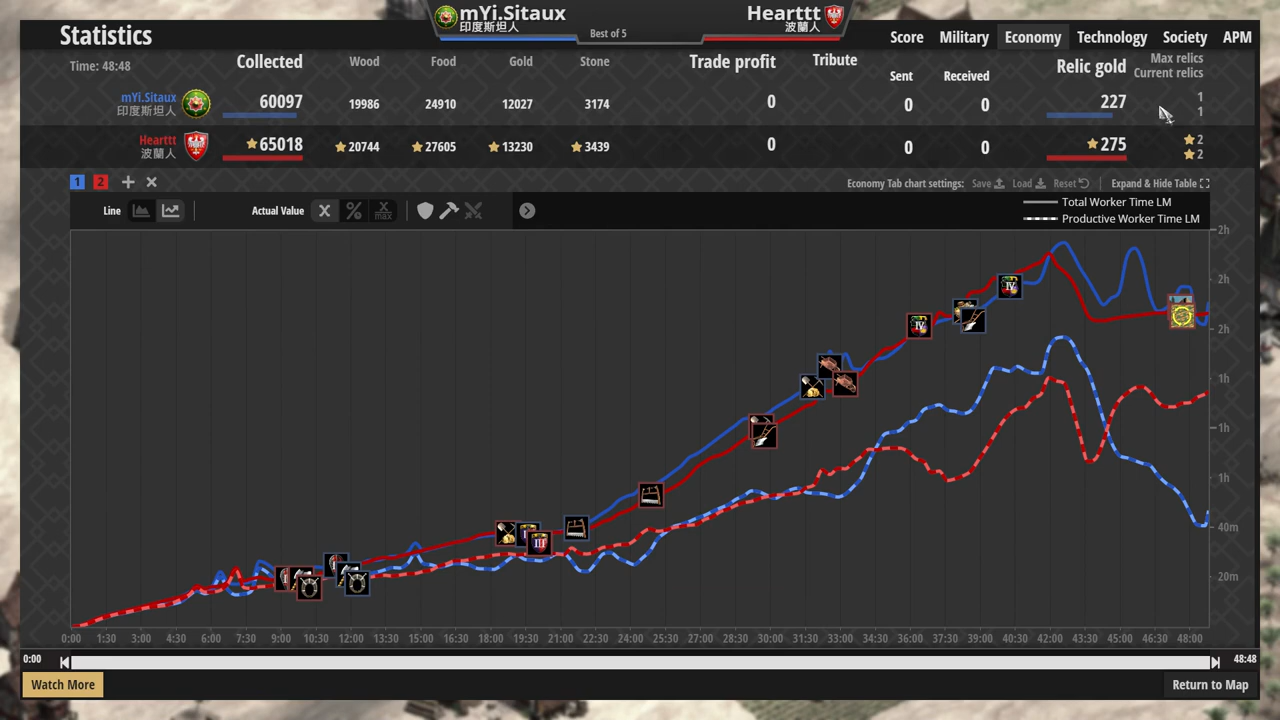 mYi.Sitaux
印度斯坦人
Best of 5
Hearttt
波蘭人
Statistics
Score Military Economy Technology Society APM
Time: 48:48
Collected Wood Food Gold Stone Trade profit Tribute Sent Received Relic gold Max relics
Current relics
mYi.Sitaux 60097 19986 24910 12027 3174 0 0 0 227 1
印度斯坦人 1
Hearttt 65018 20744 27605 13230 3439 0 0 0 275 2
波蘭人 2
1 2 Economy Tab chart settings: Save Load Reset Expand & Hide Table
Line Actual Value X % X/max
Total Worker Time LM
Productive Worker Time LM
2h
2h
2h
1h
1h
1h
40m
20m
IV
IV
III
0:00 1:30 3:00 4:30 6:00 7:30 9:00 10:30 12:00 13:30 15:00 16:30 18:00 19:30 21:00 22:30 24:00 25:30 27:00 28:30 30:00 31:30 33:00 34:30 36:00 37:30 39:00 40:30 42:00 43:30 45:00 46:30 48:00
0:00 48:48
Watch More Return to Map